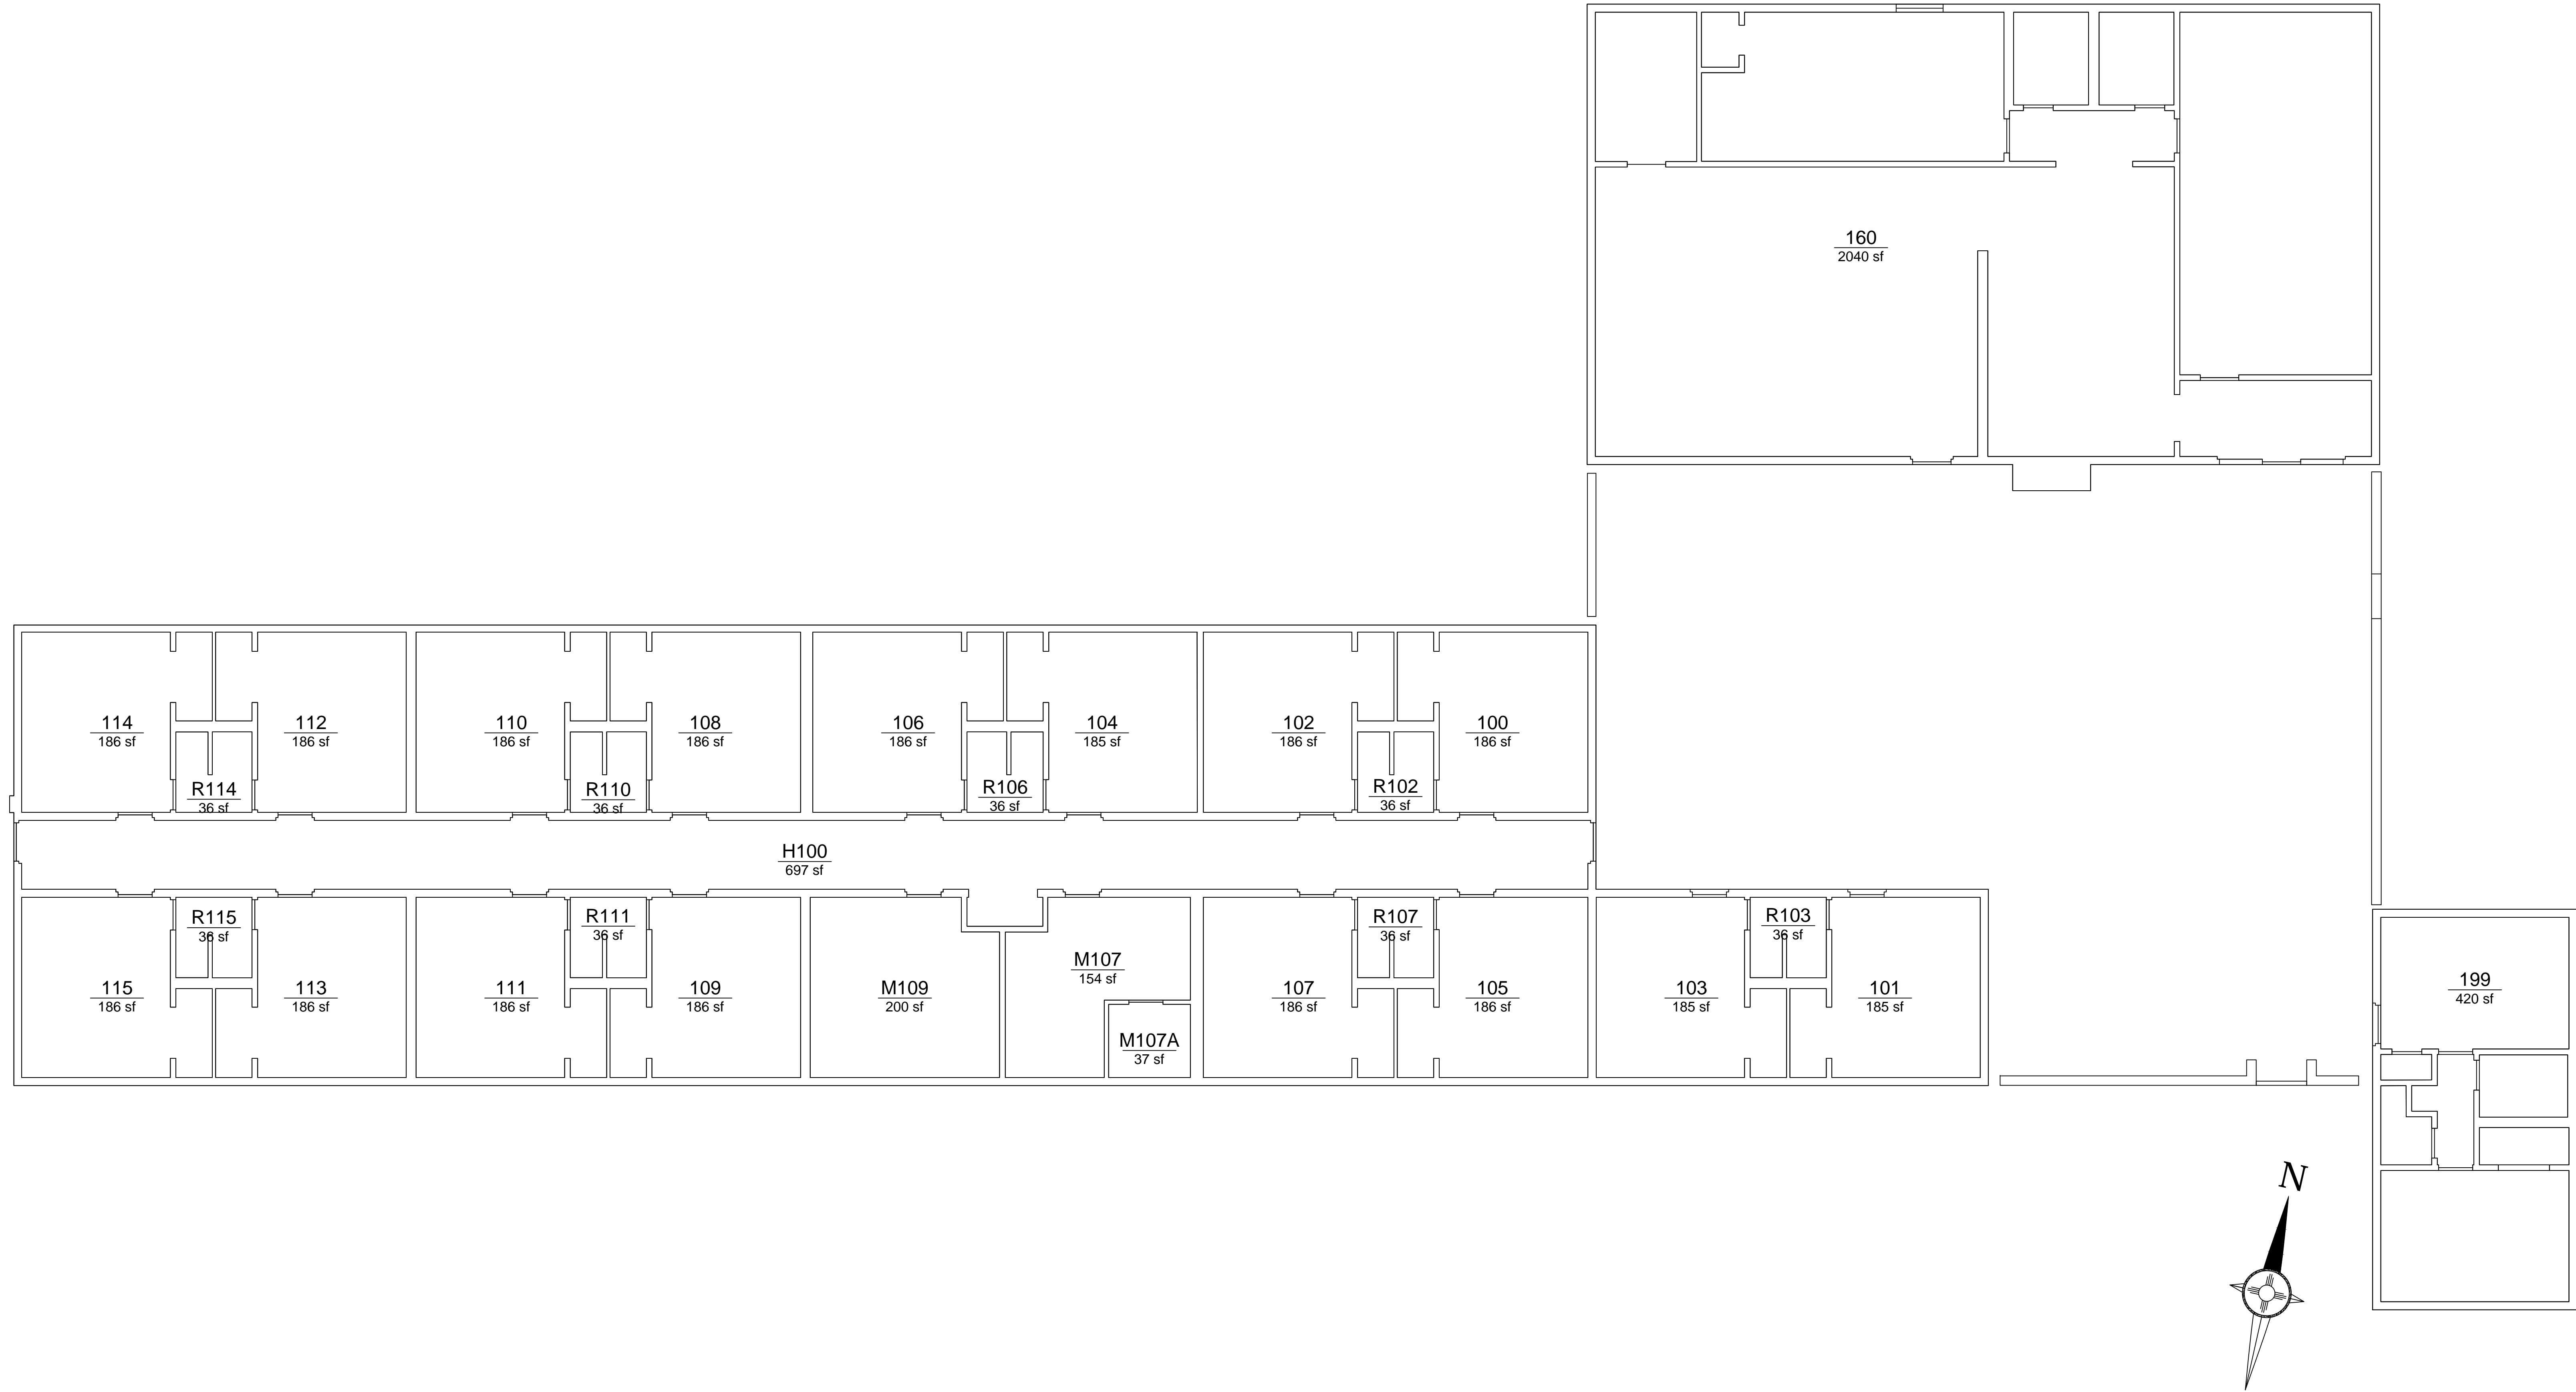 160
2040 sf
114
186 sf
112
186 sf
110
186 sf
108
186 sf
106
186 sf
104
185 sf
102
186 sf
100
186 sf
R114
36 sf
R110
36 sf
R106
36 sf
R102
36 sf
H100
697 sf
R115
36 sf
R111
36 sf
R107
36 sf
R103
36 sf
115
186 sf
113
186 sf
111
186 sf
109
186 sf
M109
200 sf
M107
154 sf
107
186 sf
105
186 sf
103
185 sf
101
185 sf
199
420 sf
M107A
37 sf
N